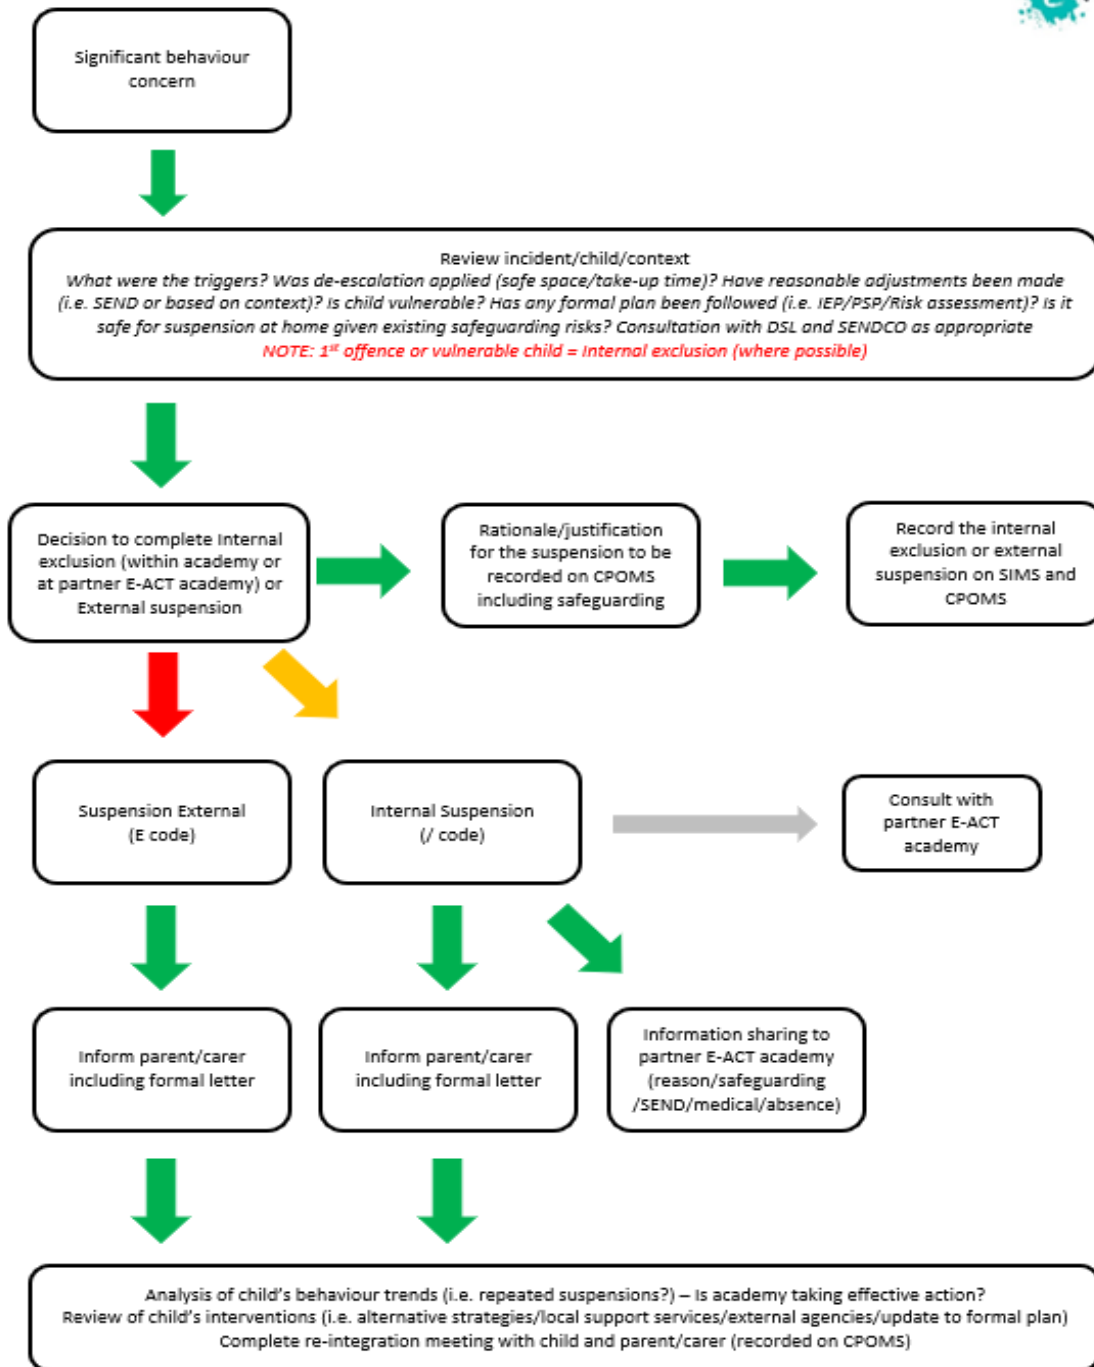 Significant behaviour
concern
Review incident/child/context
What were the triggers? Was de-escalation applied (safe space/take-up time)? Have reasonable adjustments been made
(i.e. SEND or based on context)? Is child vulnerable? Has any formal plan been followed (i.e. IEP/PSP/Risk assessment)? Is it
safe for suspension at home given existing safeguarding risks? Consultation with DSL and SENDCO as appropriate
NOTE: 1st offence or vulnerable child = Internal exclusion (where possible)
Decision to complete Internal
exclusion (within academy or
at partner E-ACT academy) or
External suspension
Rationale/justification
for the suspension to be
recorded on CPOMS
including safeguarding
Record the internal
exclusion or external
suspension on SIMS and
CPOMS
Suspension External
(E code)
Internal Suspension
(/ code)
Consult with
partner E-ACT
academy
Inform parent/carer
including formal letter
Inform parent/carer
including formal letter
Information sharing to
partner E-ACT academy
(reason/safeguarding
/SEND/medical/absence)
Analysis of child's behaviour trends (i.e. repeated suspensions?) – Is academy taking effective action?
Review of child's interventions (i.e. alternative strategies/local support services/external agencies/update to formal plan)
Complete re-integration meeting with child and parent/carer (recorded on CPOMS)